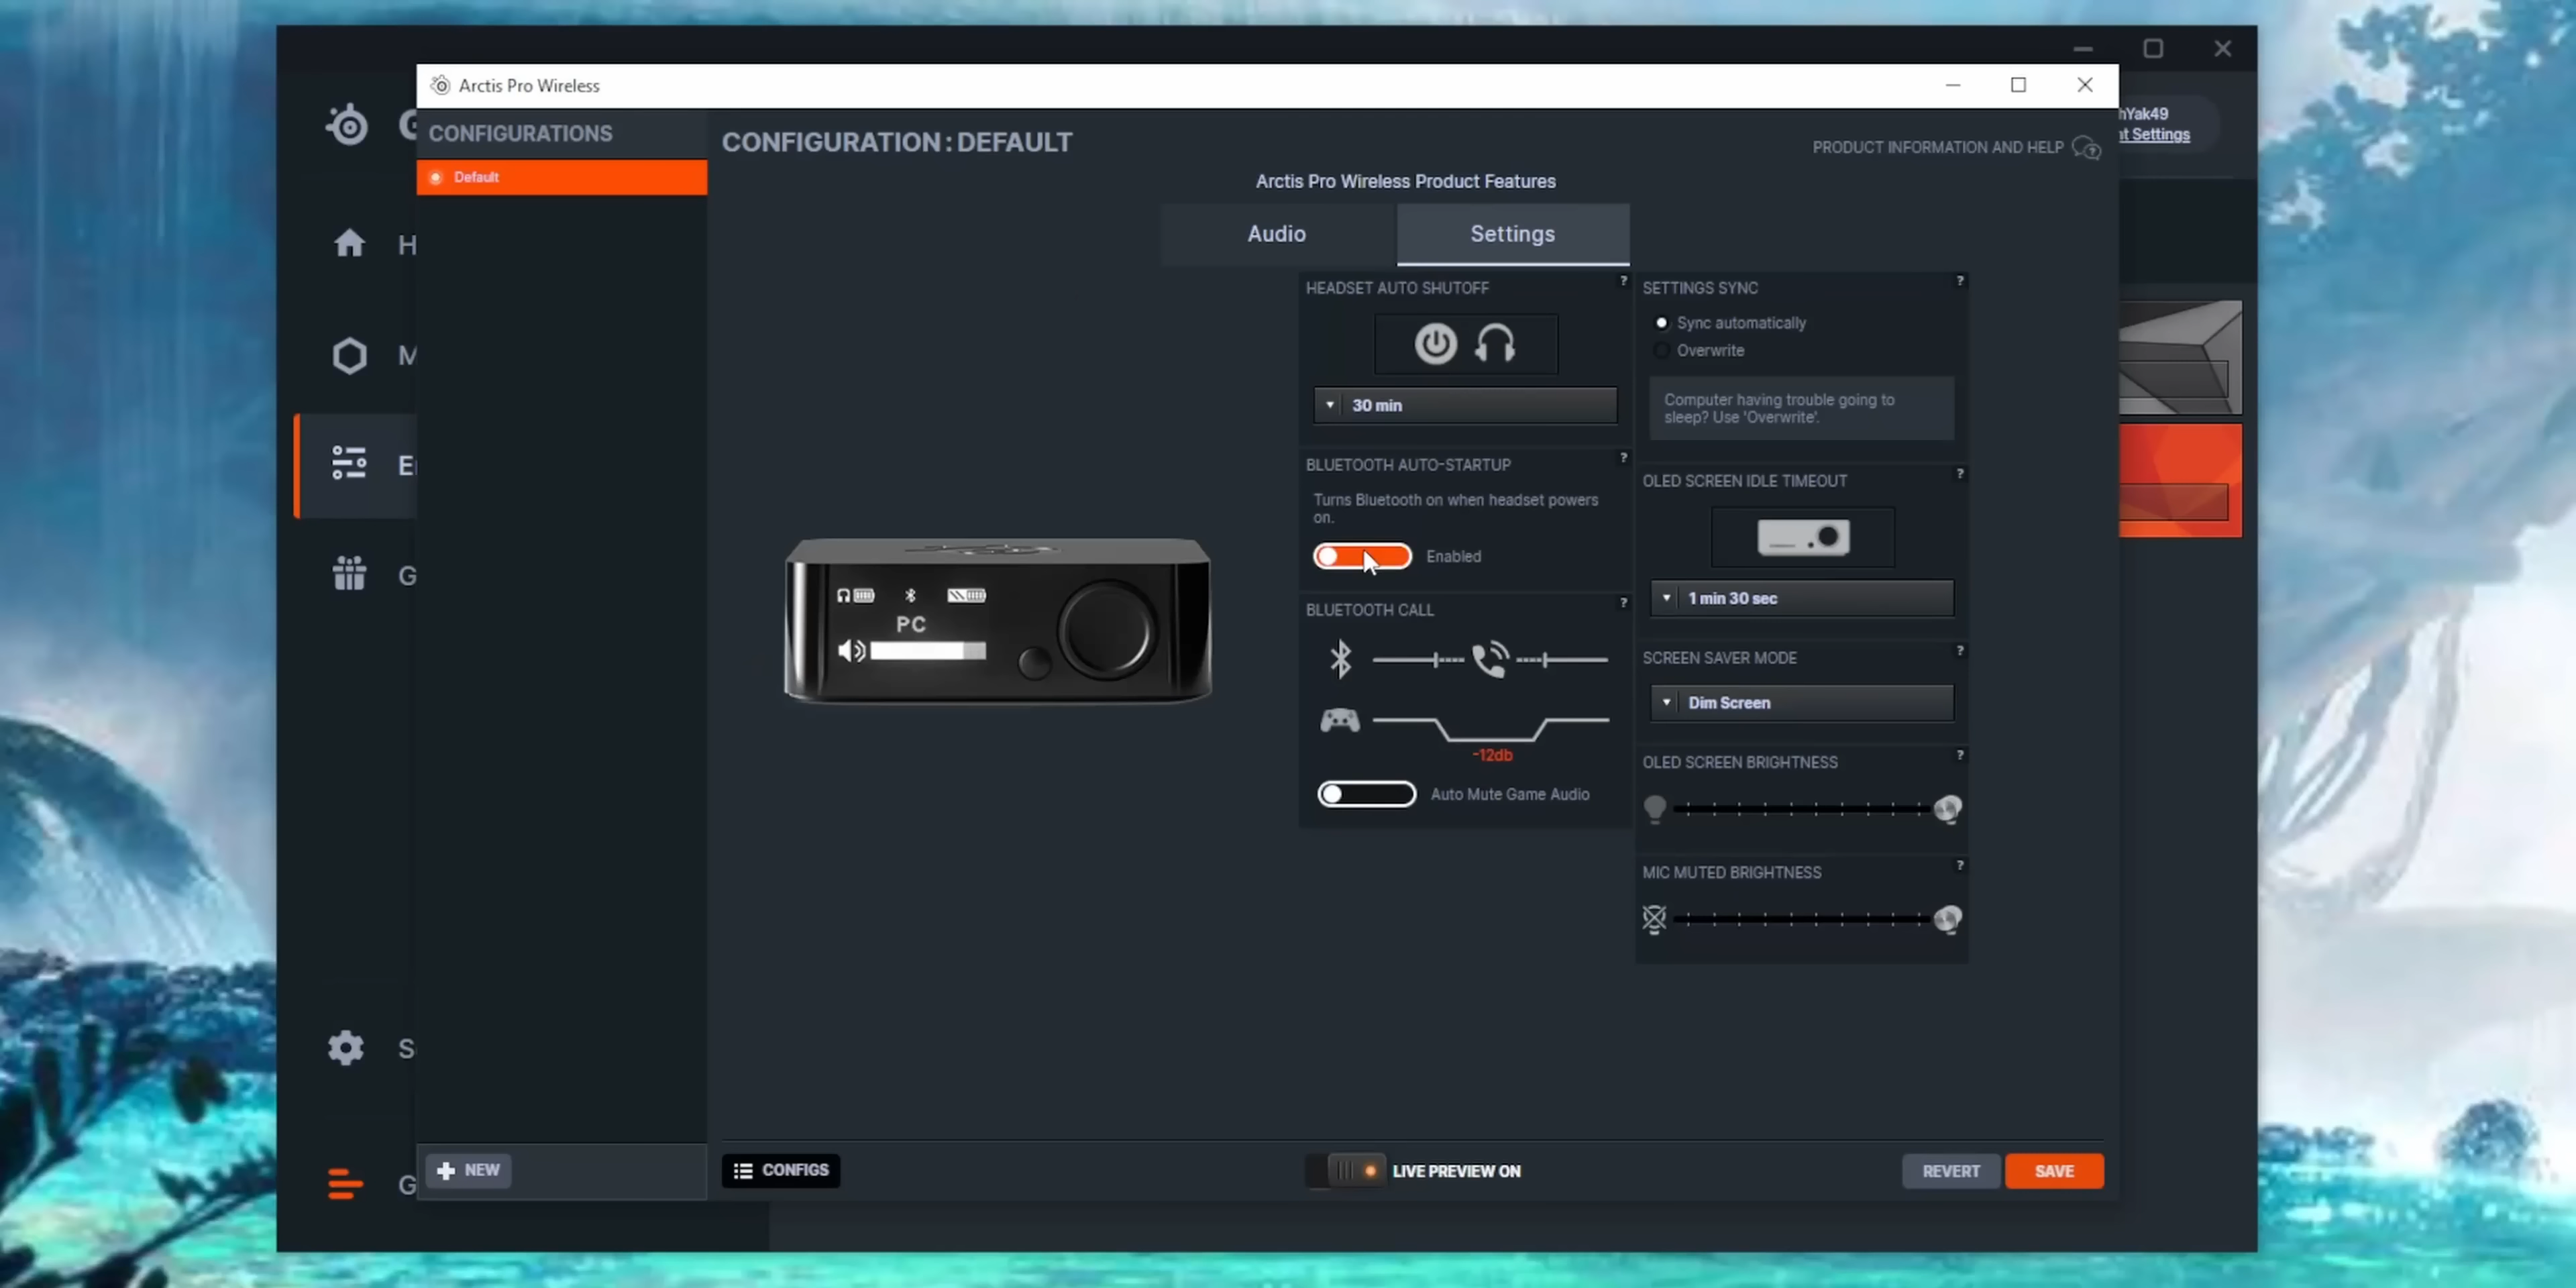 Arctis Pro Wireless
hYak49
t Settings
CONFIGURATIONS
Default
CONFIGURATION : DEFAULT
PRODUCT INFORMATION AND HELP
Arctis Pro Wireless Product Features
Audio
Settings
HEADSET AUTO SHUTOFF ?
30 min
BLUETOOTH AUTO-STARTUP ?
Turns Bluetooth on when headset powers
on.
Enabled
BLUETOOTH CALL ?
-12db
Auto Mute Game Audio
SETTINGS SYNC ?
Sync automatically
Overwrite
Computer having trouble going to
sleep? Use 'Overwrite'.
OLED SCREEN IDLE TIMEOUT ?
1 min 30 sec
SCREEN SAVER MODE ?
Dim Screen
OLED SCREEN BRIGHTNESS ?
MIC MUTED BRIGHTNESS ?
PC
H
M
E
G
S
G
NEW
CONFIGS
LIVE PREVIEW ON
REVERT
SAVE